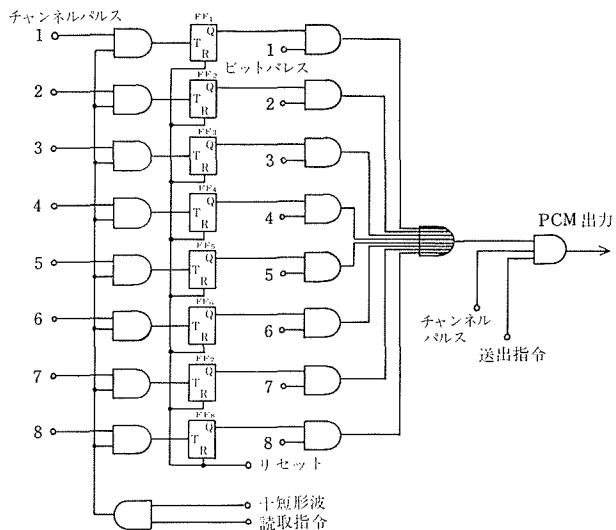 チャンネルパルス
1
FF1
T
Q
R
1
ビットパレス
2
FF2
T
Q
R
2
3
FF3
T
Q
R
3
4
FF4
T
Q
R
4
5
FF5
T
Q
R
5
6
FF6
T
Q
R
6
7
FF7
T
Q
R
7
8
FF8
T
Q
R
8
PCM出力
チャンネル
パルス
送出指令
リセット
十短形波
読取指令